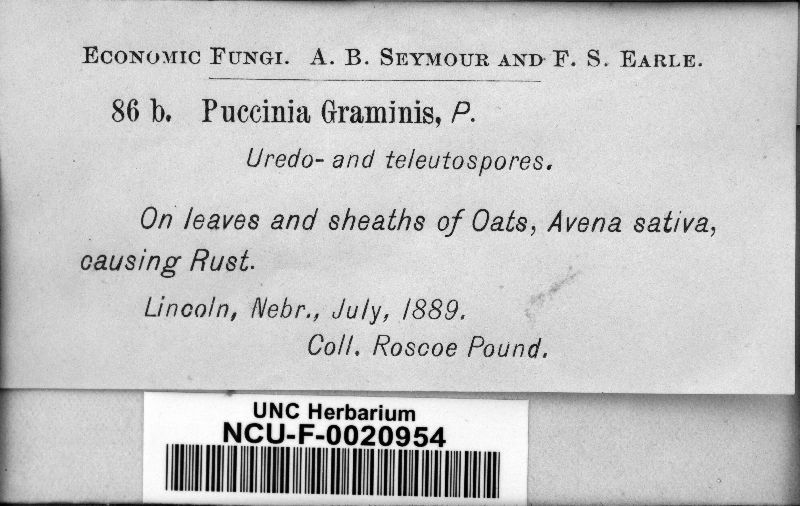 ECONOMIC FUNGI. A. B. SEYMOUR AND F. S. EARLE.
86 b. Puccinia Graminis, P.
Uredo- and teleutospores.
On leaves and sheaths of Oats, Avena sativa,
causing Rust.
Lincoln, Nebr., July, 1889.
Coll. Roscoe Pound.
UNC Herbarium
NCU-F-0020954